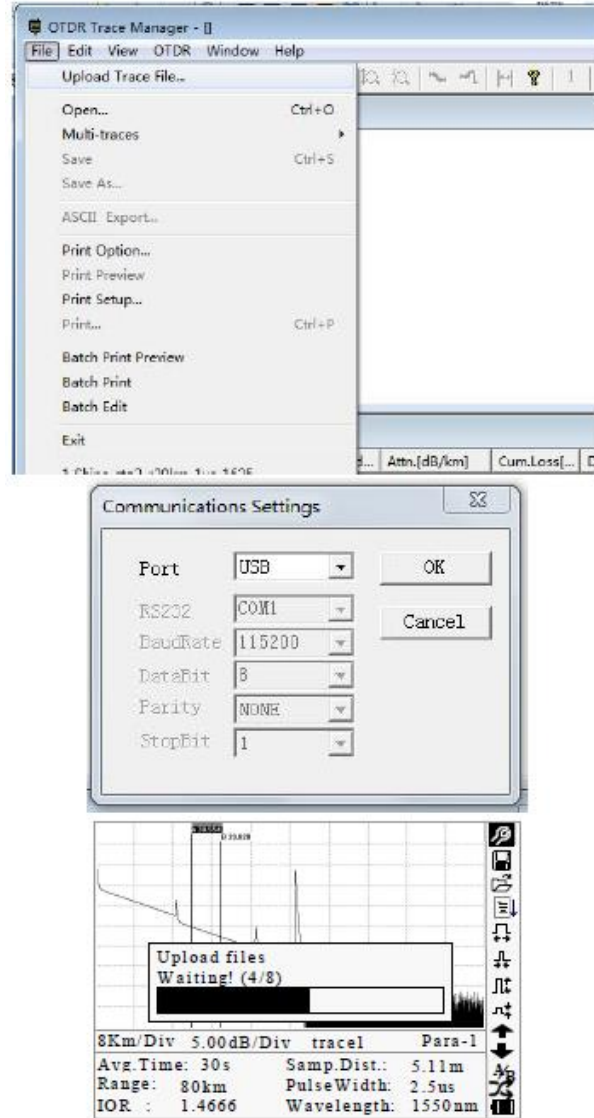 OTDR Trace Manager - []
File Edit View OTDR Window Help
Upload Trace File...
Open... Ctrl+O
Multi-traces
Save Ctrl+S
Save As...
ASCII Export...
Print Option...
Print Preview
Print Setup...
Print... Ctrl+P
Batch Print Preview
Batch Print
Batch Edit
Exit
Attn.[dB/km] Cum.Loss[...
Communications Settings
Port USB OK
RS232 COM1 Cancel
BaudRate 115200
DataBit 8
Parity NONE
StopBit 1
Upload files
Waiting! (4/8)
8Km/Div 5.00dB/Div trace1 Para-1
Avg.Time: 30s Samp.Dist.: 5.11m
Range: 80km PulseWidth: 2.5us
IOR : 1.4666 Wavelength: 1550nm
A/B